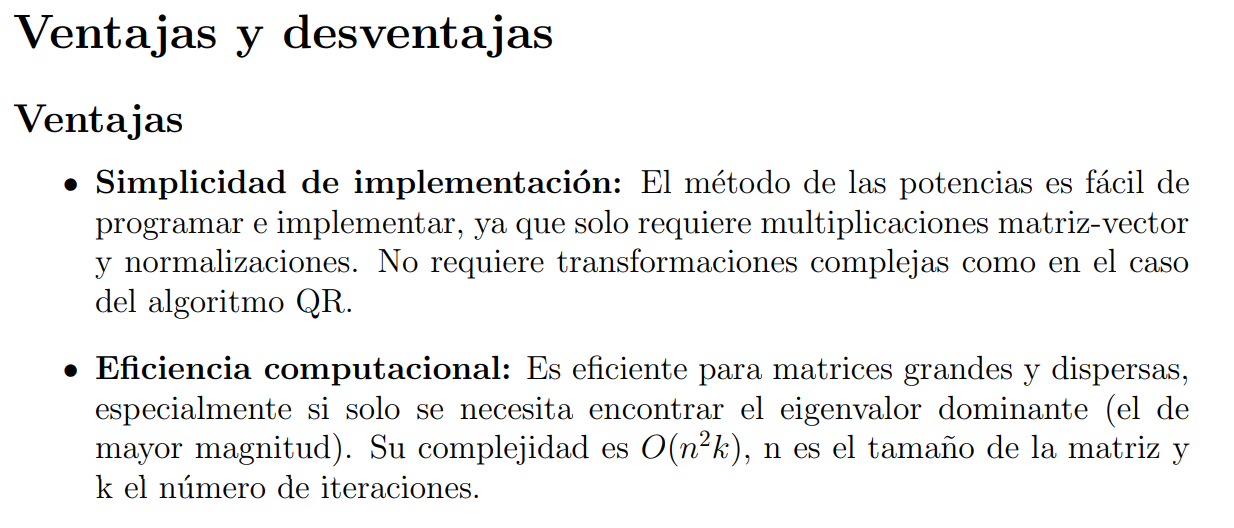 Ventajas y desventajas
Ventajas
• Simplicidad de implementación: El método de las potencias es fácil de
programar e implementar, ya que solo requiere multiplicaciones matriz-vector
y normalizaciones. No requiere transformaciones complejas como en el caso
del algoritmo QR.
• Eficiencia computacional: Es eficiente para matrices grandes y dispersas,
especialmente si solo se necesita encontrar el eigenvalor dominante (el de
mayor magnitud). Su complejidad es O(n²k), n es el tamaño de la matriz y
k el número de iteraciones.